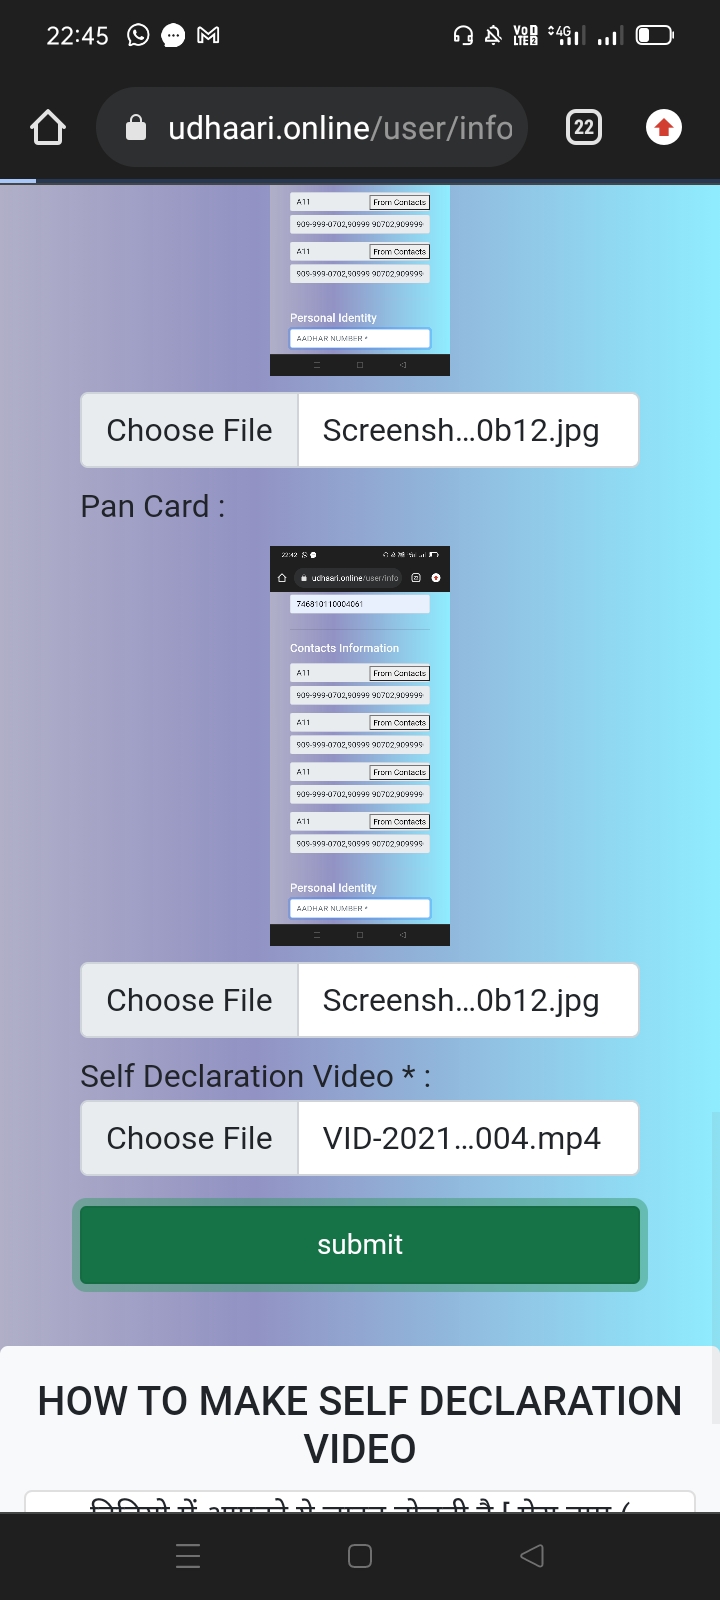 22:45
VoD
LTE2
4G
udhaari.online/user/info
22
A11 From Contacts
909-999-0702,90999 90702,909999
A11 From Contacts
909-999-0702,90999 90702,909999
Personal Identity
AADHAR NUMBER *
Choose File Screensh...0b12.jpg
Pan Card :
22:42
udhaari.online/user/info
746810110004061
Contacts Information
A11 From Contacts
909-999-0702,90999 90702,909999
A11 From Contacts
909-999-0702,90999 90702,909999
A11 From Contacts
909-999-0702,90999 90702,909999
A11 From Contacts
909-999-0702,90999 90702,909999
Personal Identity
AADHAR NUMBER *
Choose File Screensh...0b12.jpg
Self Declaration Video * :
Choose File VID-2021...004.mp4
submit
HOW TO MAKE SELF DECLARATION
VIDEO